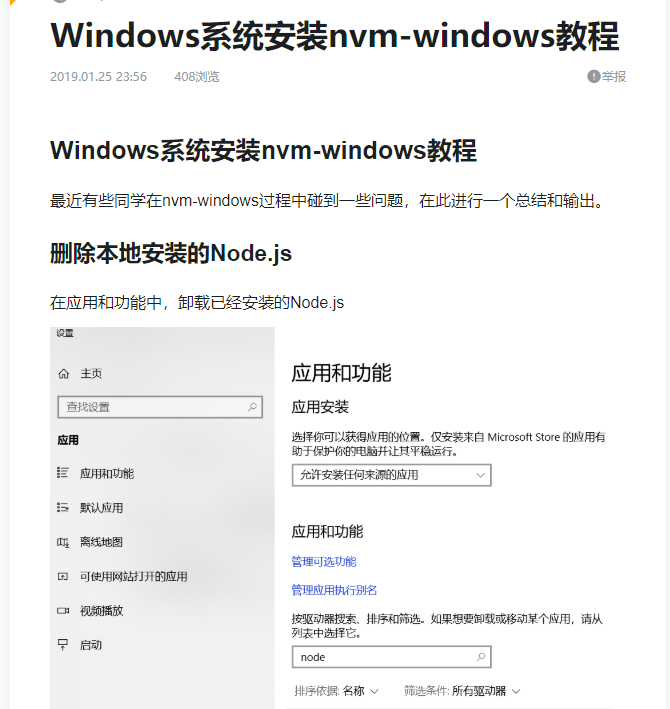 Windows系统安装nvm-windows教程
2019.01.25 23:56 408浏览 举报
Windows系统安装nvm-windows教程
最近有些同学在nvm-windows过程中碰到一些问题，在此进行一个总结和输出。
删除本地安装的Node.js
在应用和功能中，卸载已经安装的Node.js
设置
主页
查找设置
应用
应用和功能
默认应用
离线地图
可使用网站打开的应用
视频播放
启动
应用和功能
应用安装
选择你可以获得应用的位置。仅安装来自 Microsoft Store 的应用有
助于保护你的电脑并让其平稳运行。
允许安装任何来源的应用
应用和功能
管理可选功能
管理应用执行别名
按驱动器搜索、排序和筛选。如果想要卸载或移动某个应用，请从
列表中选择它。
node
排序依据: 名称 筛选条件: 所有驱动器